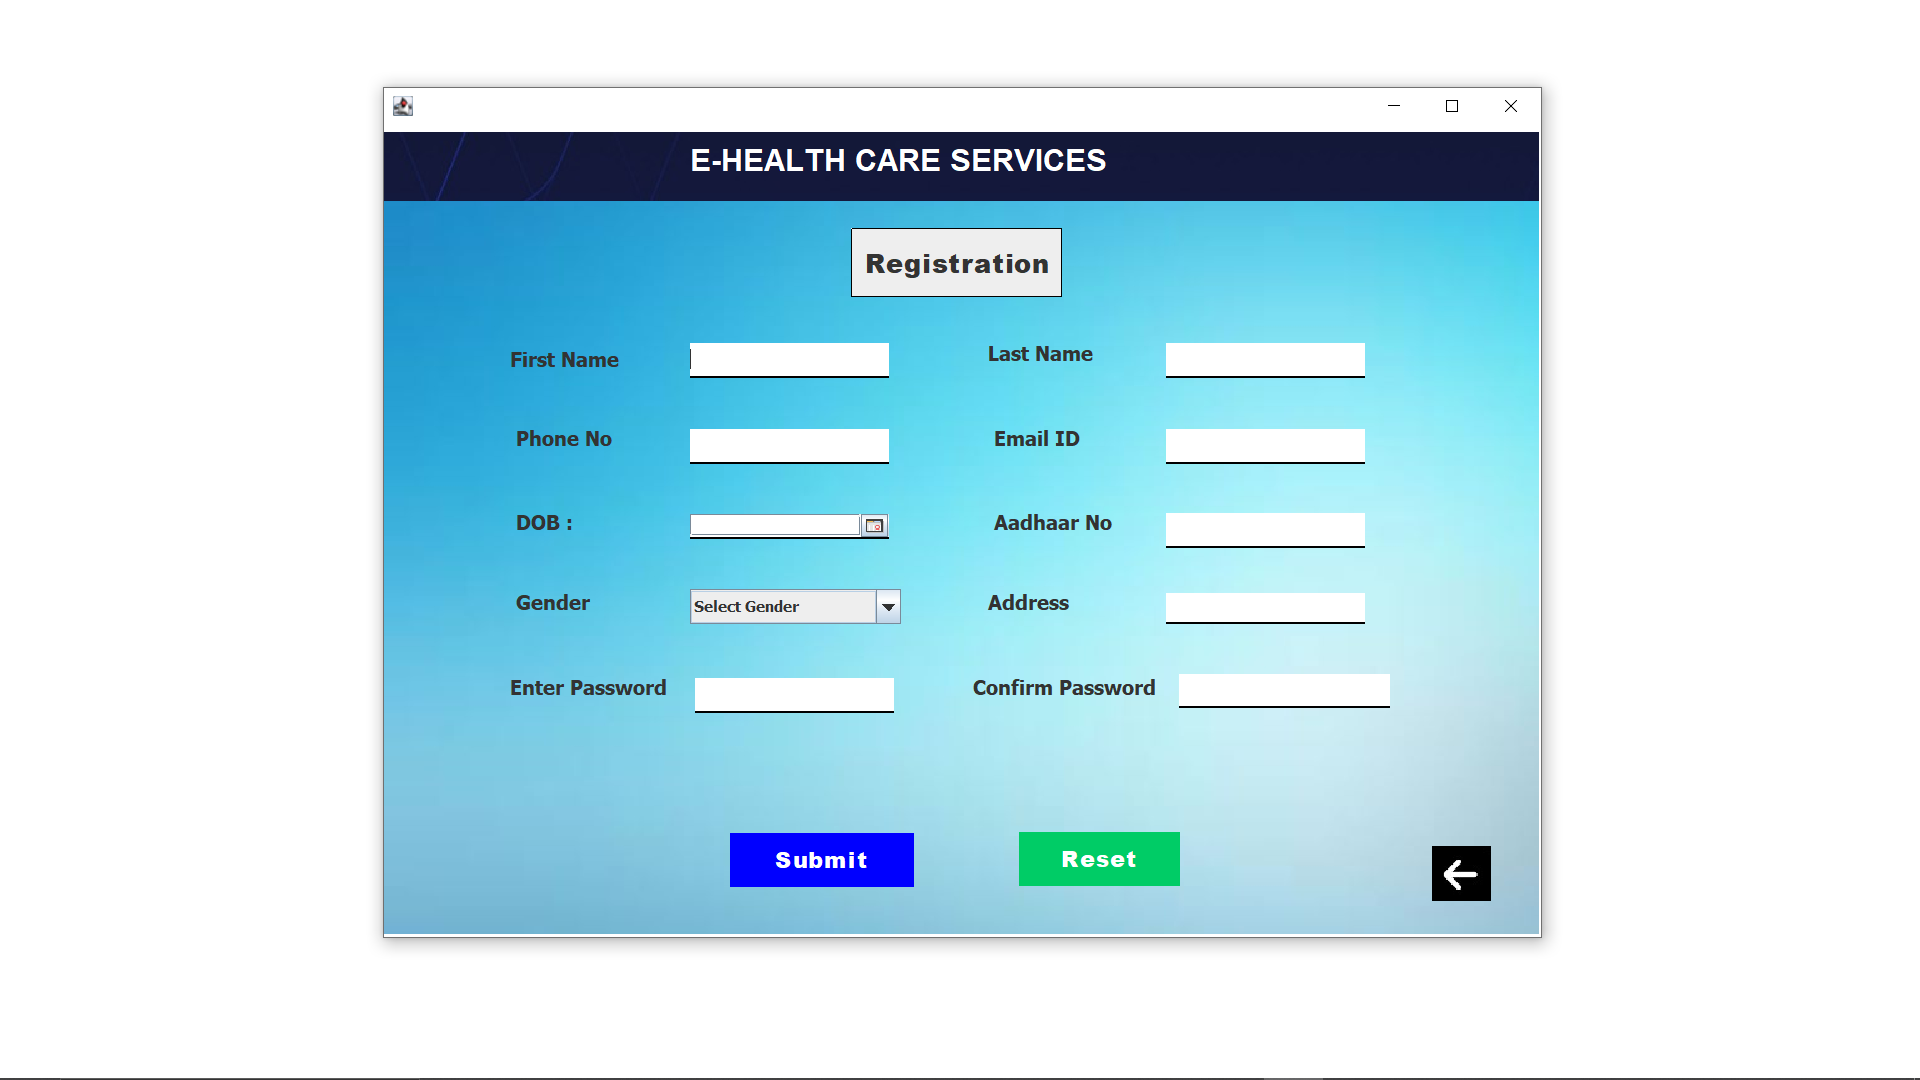 E-HEALTH CARE SERVICES
Registration
First Name
Last Name
Phone No
Email ID
DOB :
Aadhaar No
Gender
Select Gender
Address
Enter Password
Confirm Password
Submit
Reset